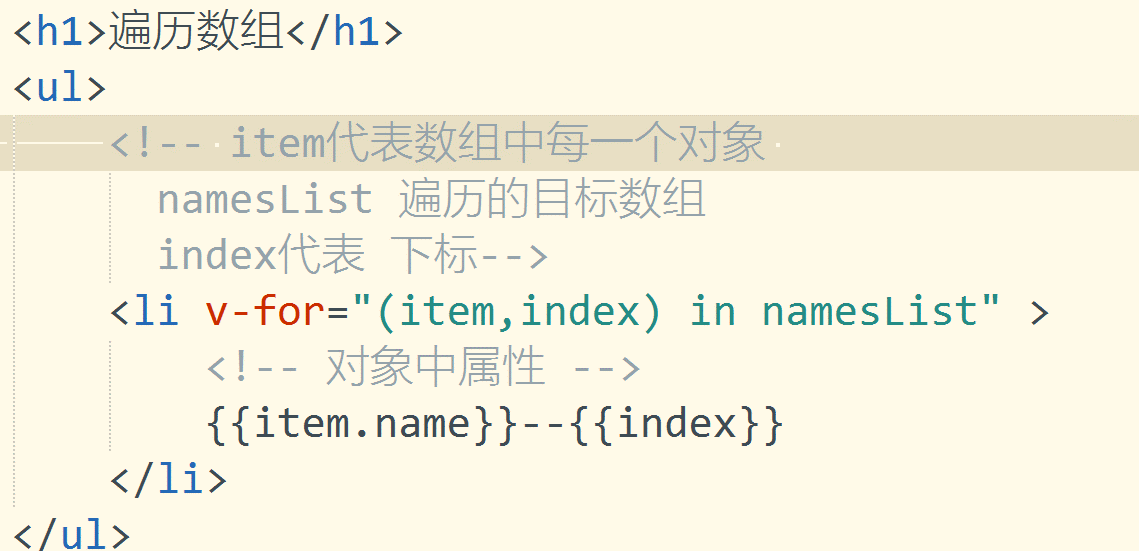 <h1>遍历数组</h1>
<ul>
<!-- item代表数组中每一个对象
namesList 遍历的目标数组
index代表 下标-->
<li v-for="(item,index) in namesList" >
<!-- 对象中属性 -->
{{item.name}}--{{index}}
</li>
</ul>